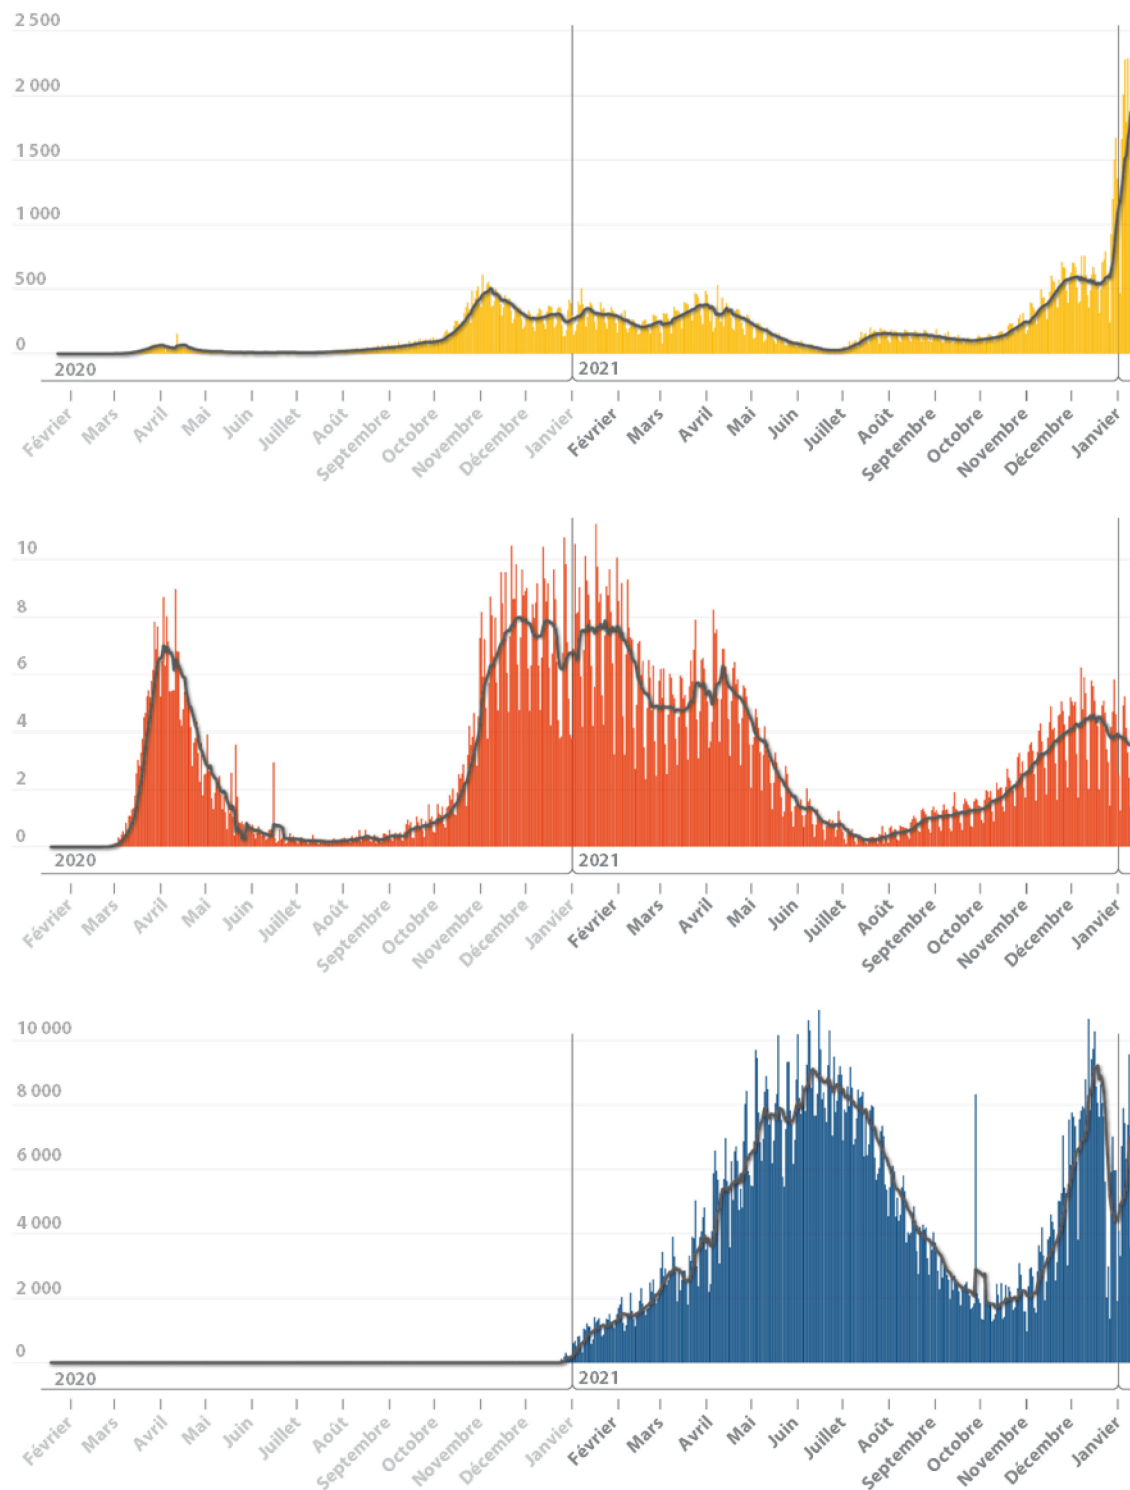 2 500
2 000
1 500
1 000
500
0
2020
2021
Février
Mars
Avril
Mai
Juin
Juillet
Août
Septembre
Octobre
Novembre
Décembre
Janvier
Février
Mars
Avril
Mai
Juin
Juillet
Août
Septembre
Octobre
Novembre
Décembre
Janvier
10
8
6
4
2
0
2020
2021
Février
Mars
Avril
Mai
Juin
Juillet
Août
Septembre
Octobre
Novembre
Décembre
Janvier
Février
Mars
Avril
Mai
Juin
Juillet
Août
Septembre
Octobre
Novembre
Décembre
Janvier
10 000
8 000
6 000
4 000
2 000
0
2020
2021
Février
Mars
Avril
Mai
Juin
Juillet
Août
Septembre
Octobre
Novembre
Décembre
Janvier
Février
Mars
Avril
Mai
Juin
Juillet
Août
Septembre
Octobre
Novembre
Décembre
Janvier